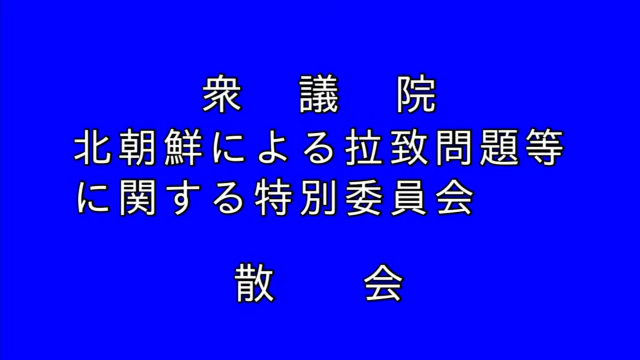 衆議院
北朝鮮による拉致問題等
に関する特別委員会
散会